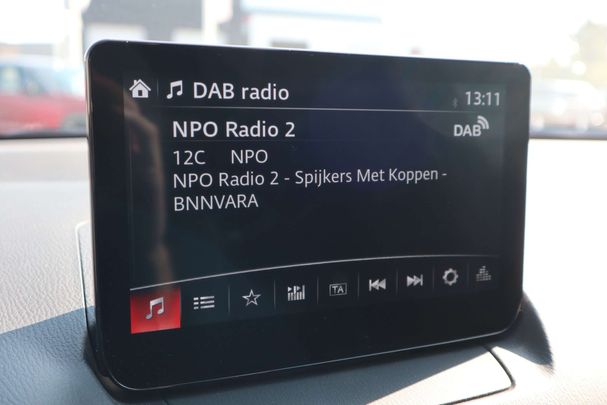 DAB radio
13:11
NPO Radio 2
DAB
12C NPO
NPO Radio 2 - Spijkers Met Koppen -
BNNVARA
TA